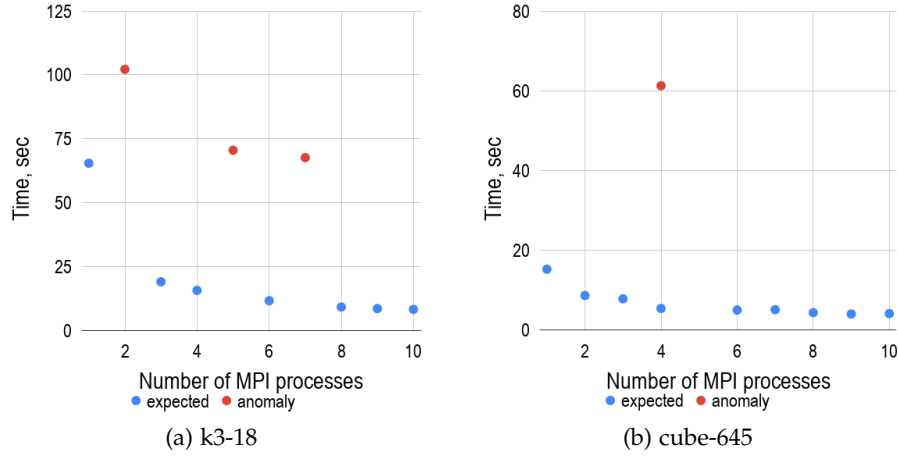 125
100
75
50
25
0
Time, sec
2 4 6 8 10
Number of MPI processes
expected anomaly
(a) k3-18
80
60
40
20
0
Time, sec
2 4 6 8 10
Number of MPI processes
expected anomaly
(b) cube-645